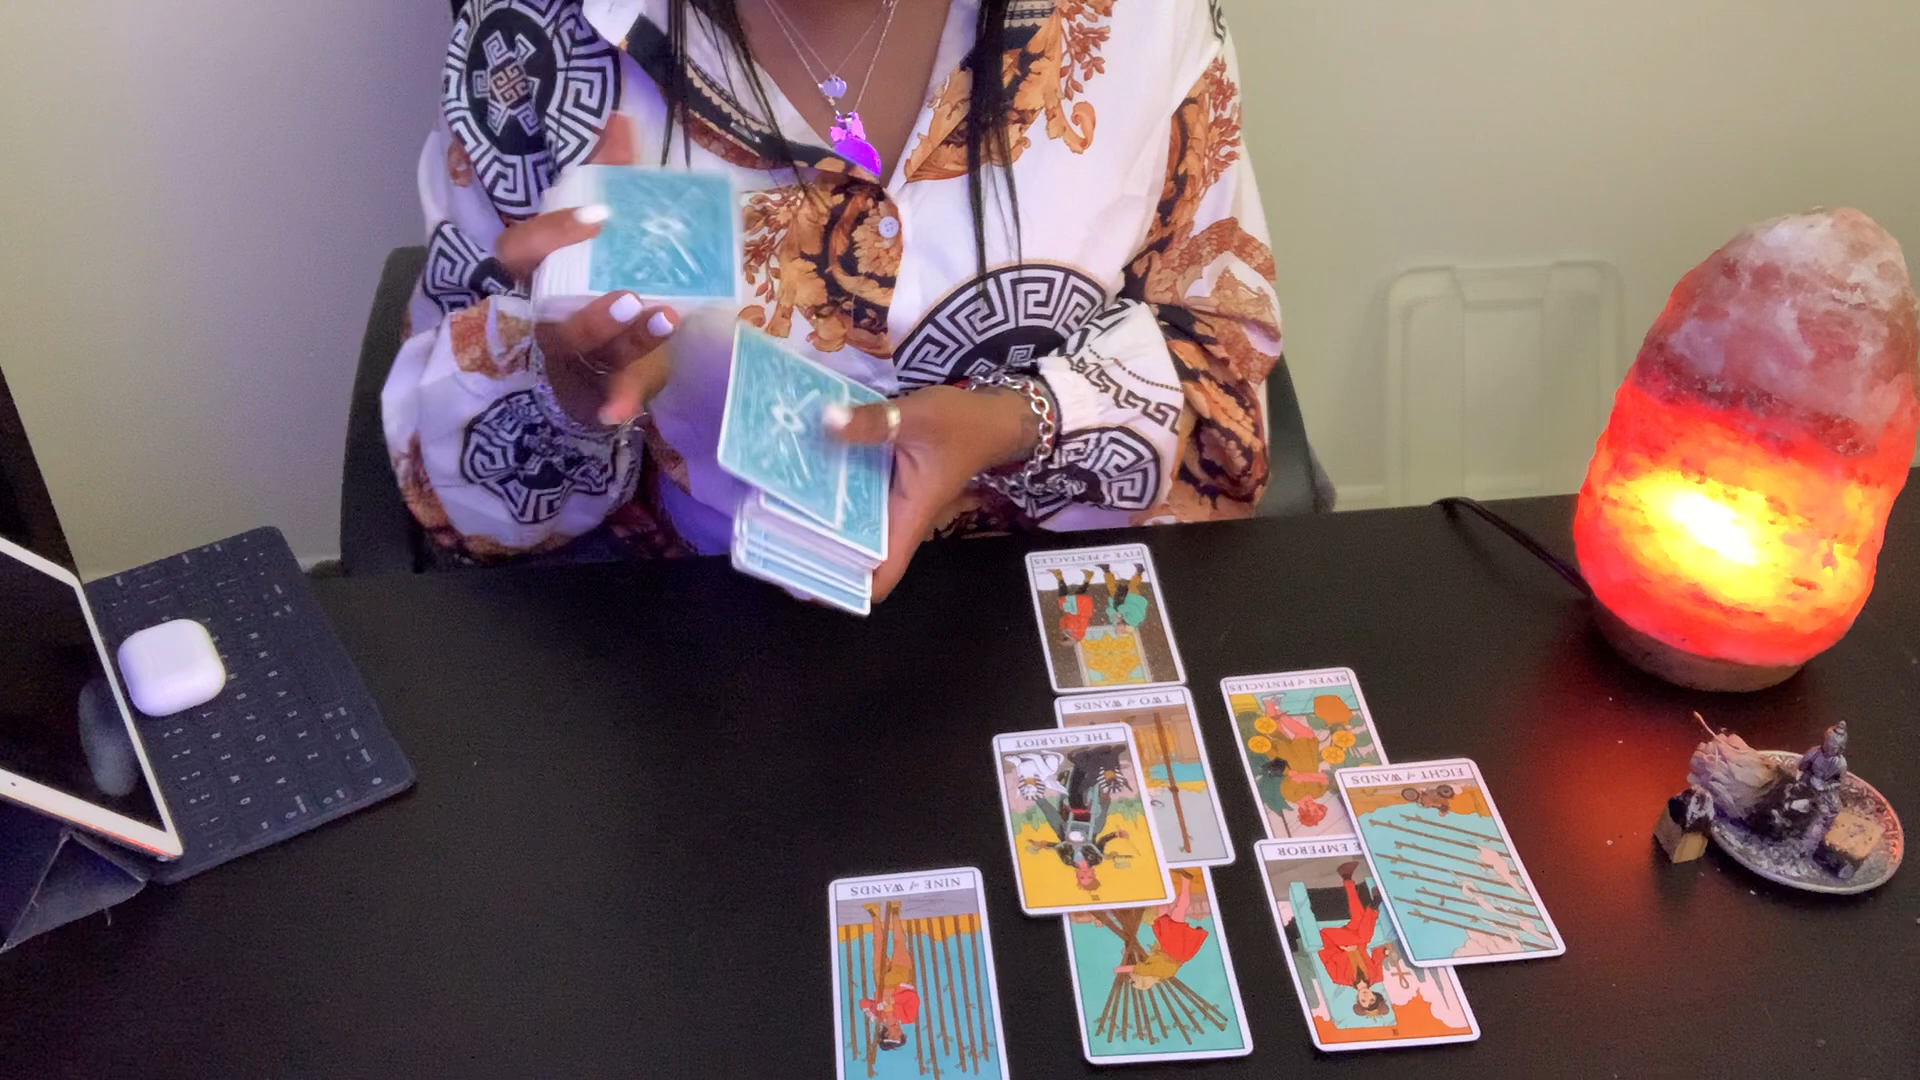 FIVE of PENTACLES
TWO of WANDS
SEVEN of PENTACLES
THE CHARIOT
EIGHT of WANDS
E EMPEROR
NINE of WANDS